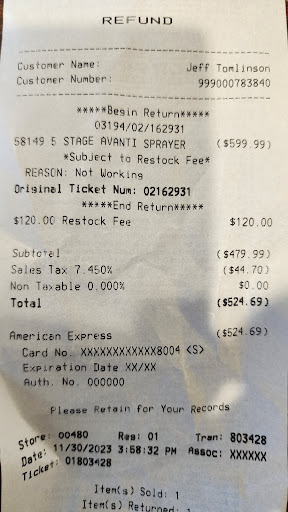 REFUND
Customer Name: Jeff Tomlinson
Customer Number: 999000783840
*****Begin Return*****
03194/02/162931
58149 5 STAGE AVANTI SPRAYER ($599.99)
*Subject to Restock Fee*
REASON: Not Working
Original Ticket Num: 02162931
*****End Return*****
$120.00 Restock Fee $120.00
Subtotal ($479.99)
Sales Tax 7.450% ($44.70)
Non Taxable 0.000% $0.00
Total ($524.69)
American Express ($524.69)
Card No. XXXXXXXXXXX8004 <S>
Expiration Date XX/XX
Auth. No. 000000
Please Retain for Your Records
Store: 00480 Reg: 01 Tran: 803428
Date: 11/30/2023 3:58:32 PM Assoc: XXXXXX
Ticket: 01803428
Item(s) Sold: 1
Item(s) Returned: 1